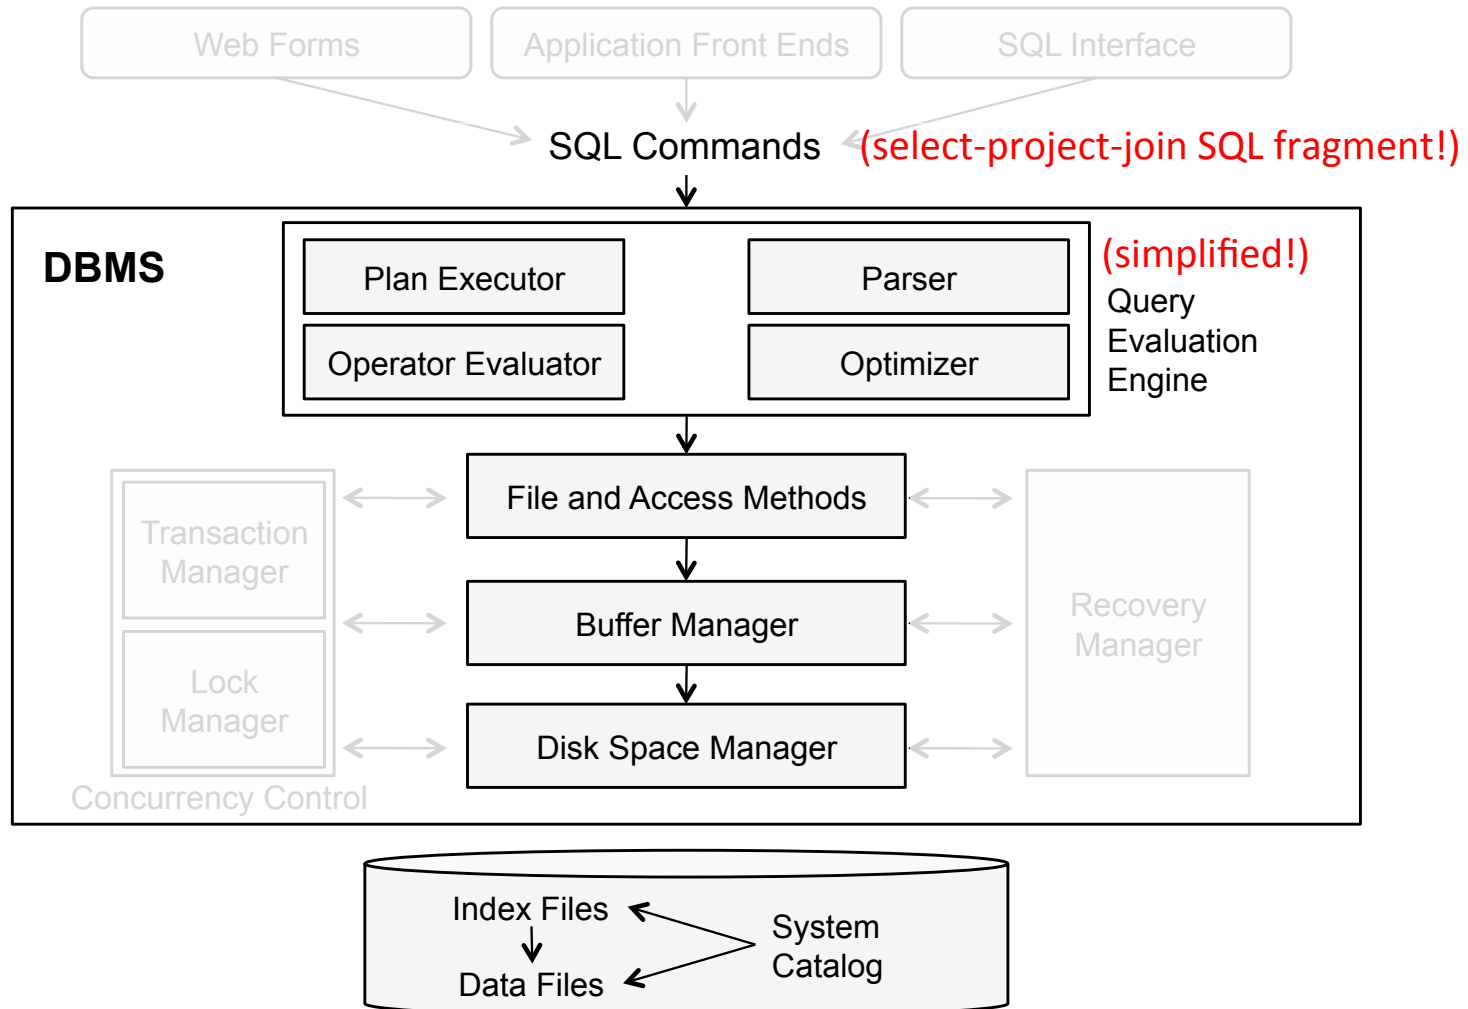 Web Forms
Application Front Ends
SQL Interface
SQL Commands
(select-project-join SQL fragment!)
DBMS
Plan Executor
Parser
Operator Evaluator
Optimizer
(simplified!)
Query
Evaluation
Engine
File and Access Methods
Transaction
Manager
Buffer Manager
Recovery
Manager
Lock
Manager
Disk Space Manager
Concurrency Control
Index Files
System
Catalog
Data Files